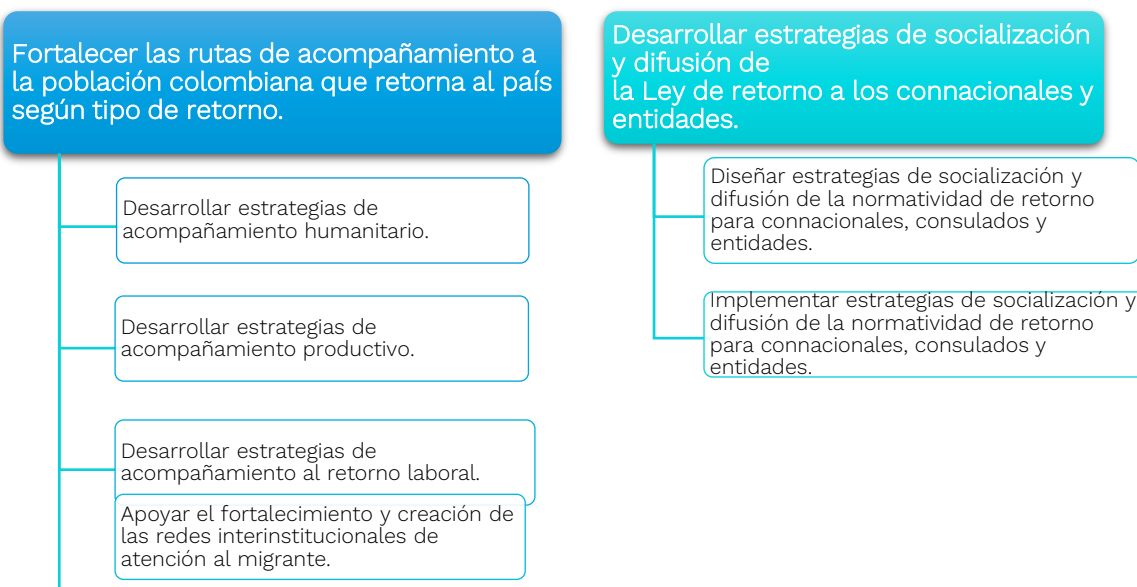 Fortalecer las rutas de acompañamiento a
la población colombiana que retorna al país
según tipo de retorno.
Desarrollar estrategias de
acompañamiento humanitario.
Desarrollar estrategias de
acompañamiento productivo.
Desarrollar estrategias de
acompañamiento al retorno laboral.
Apoyar el fortalecimiento y creación de
las redes interinstitucionales de
atención al migrante.
Desarrollar estrategias de socialización
y difusión de
la Ley de retorno a los connacionales y
entidades.
Diseñar estrategias de socialización y
difusión de la normatividad de retorno
para connacionales, consulados y
entidades.
Implementar estrategias de socialización y
difusión de la normatividad de retorno
para connacionales, consulados y
entidades.